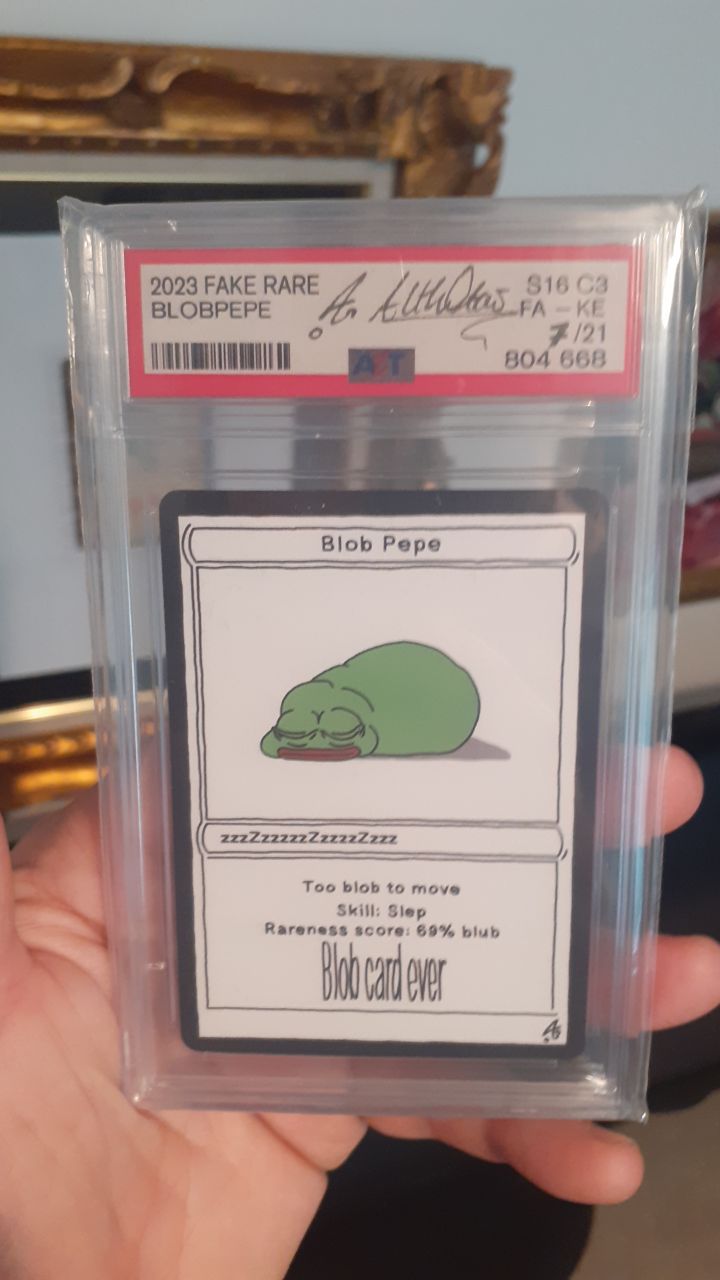 2023 FAKE RARE
BLOBPEPE
S16 C3
FA - KE
7/21
804 668
Blob Pepe
zzzZzzzzzZzzzzZzzz
Too blob to move
Skill: Slep
Rareness score: 69% blub
Blob card ever